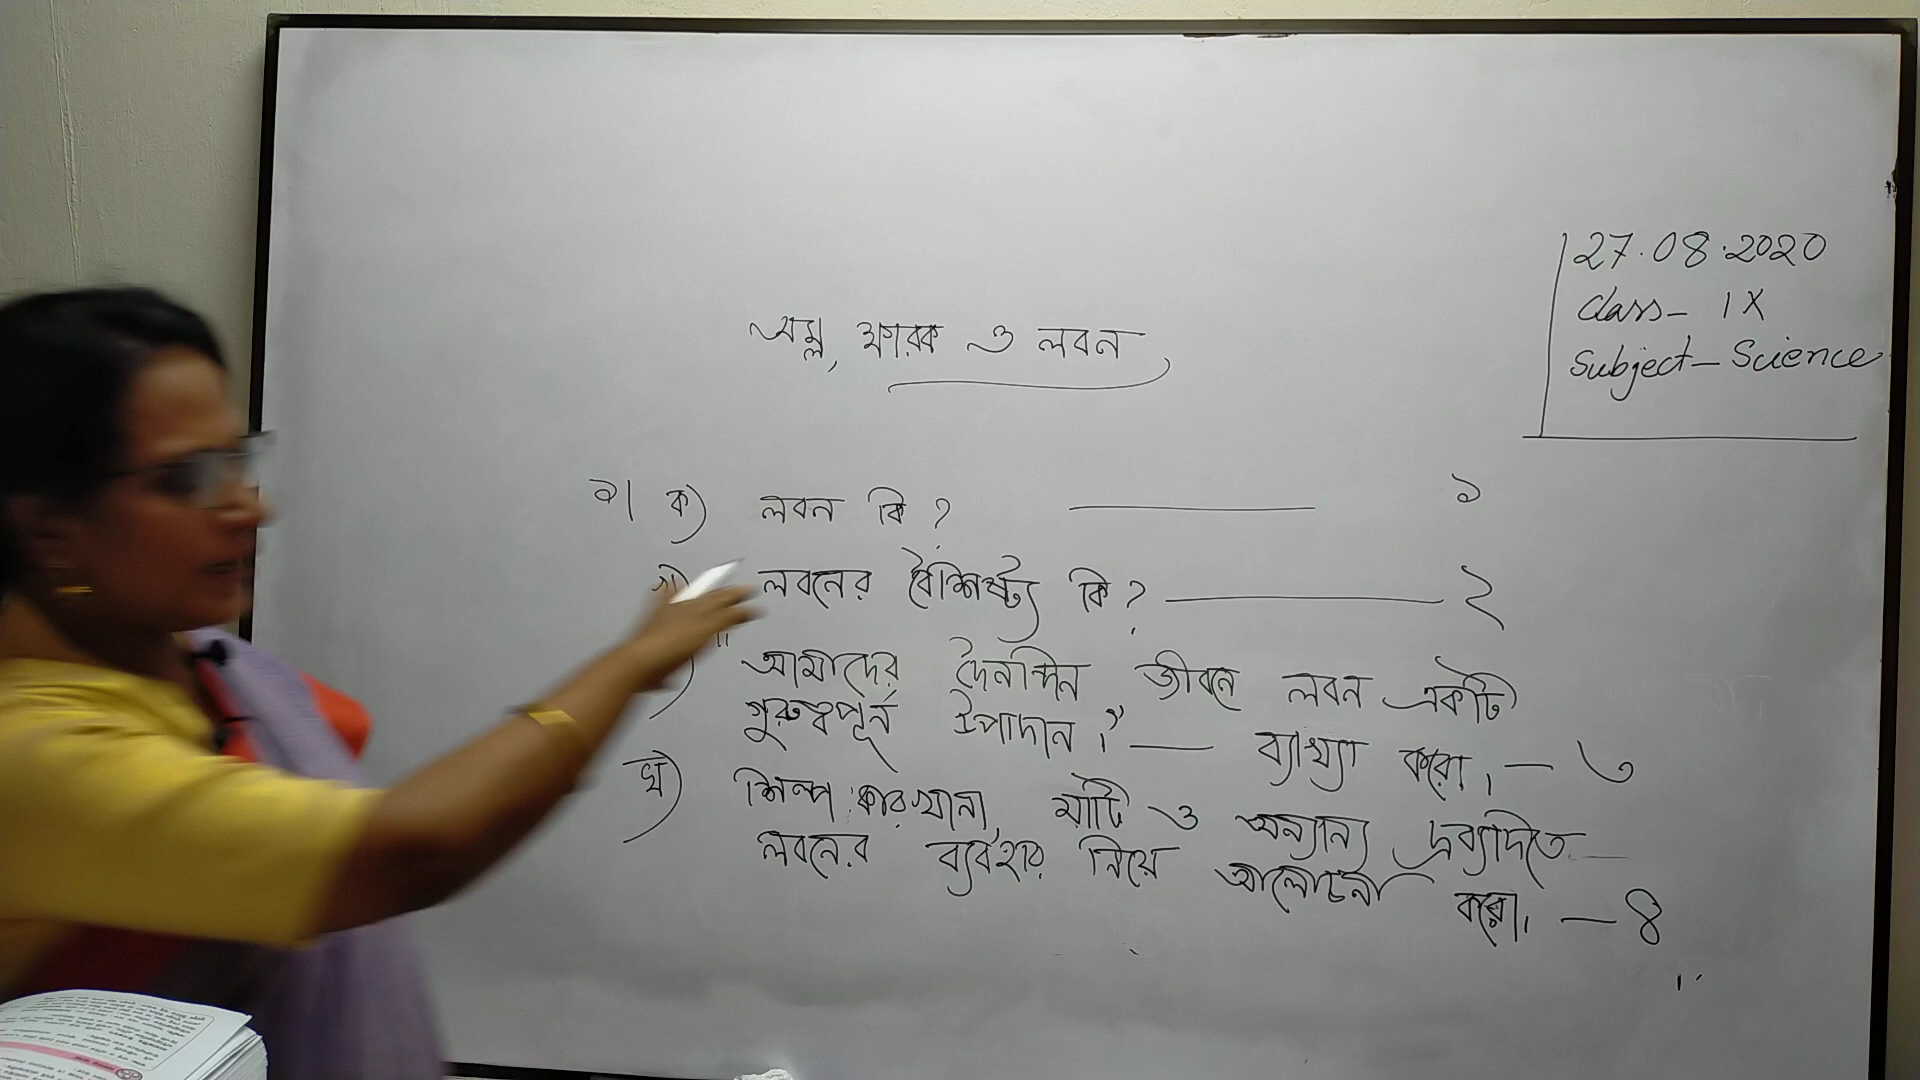 27.08.2020
Class- IX
Subject- Science
অম্ল, ক্ষারক ও লবন
১। ক) লবন কি? ১
লবনের বৈশিষ্ট্য কি? ২
আমাদের দৈনন্দিন জীবনে লবন একটি
গুরুত্বপূর্ন উপাদান? — ব্যাখ্যা করো। — ৩
ঘ) শিল্প কারখানা, মাটি ও অন্যান্য দ্রব্যাদিতে
লবনের ব্যবহার নিয়ে আলোচনা করো। — ৪